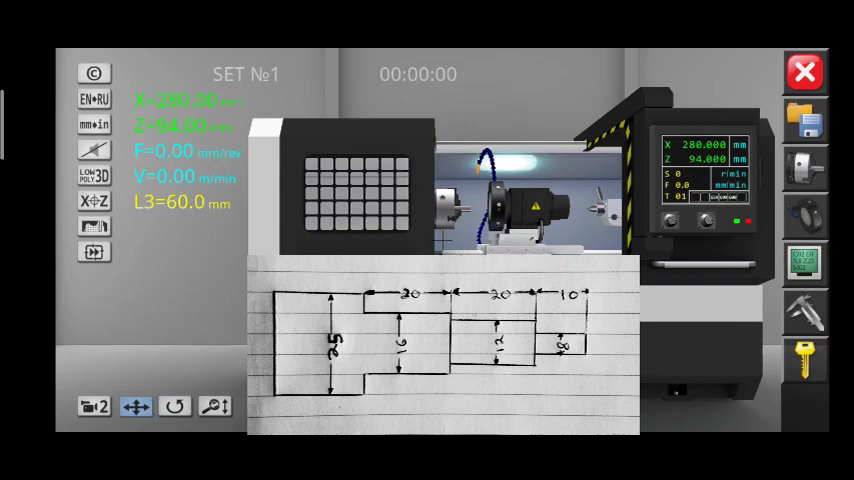 SET №1
00:00:00
©
EN▸RU
mm▸in
LOW POLY 3D
X Z
X=280.00 mm
Z=94.00 mm
F=0.00 mm/rev
V=0.00 m/min
L3=60.0 mm
X 280.000 mm
Z 94.000 mm
S 0 r/min
F 0.0 mm/min
T 01
2
20
20
10
25
16
12
8